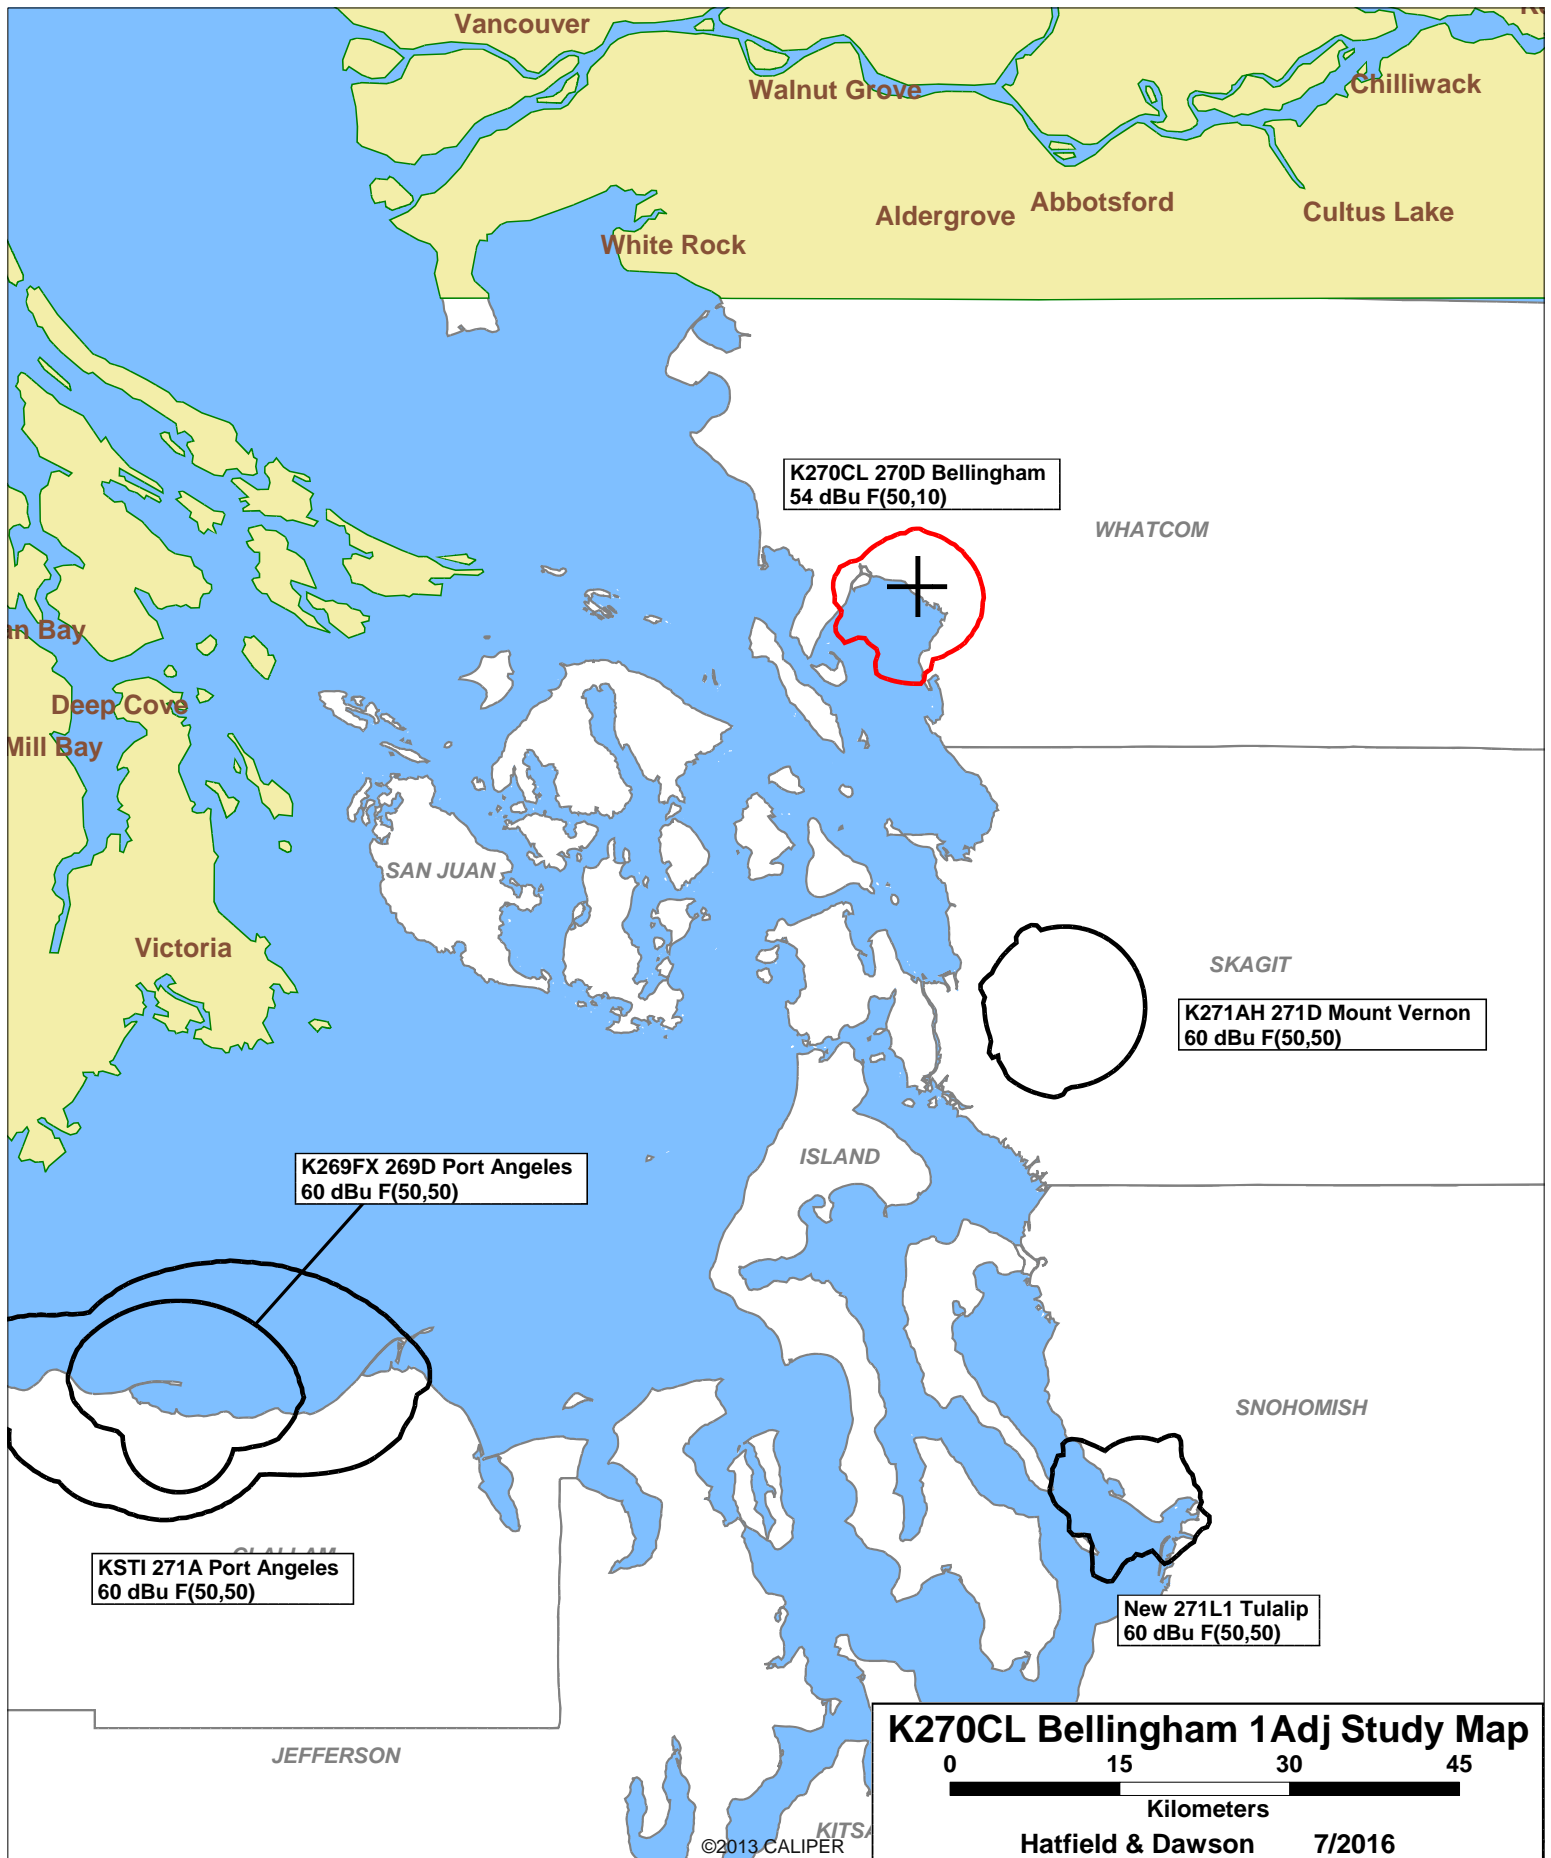 Vancouver
Walnut Grove
Chilliwack
Abbotsford
Aldergrove
Cultus Lake
White Rock
K270CL 270D Bellingham
54 dBu F(50,10)
WHATCOM
an Bay
Deep Cove
Mill Bay
SAN JUAN
Victoria
SKAGIT
K271AH 271D Mount Vernon
60 dBu F(50,50)
ISLAND
K269FX 269D Port Angeles
60 dBu F(50,50)
SNOHOMISH
CLALLAM
KSTI 271A Port Angeles
60 dBu F(50,50)
New 271L1 Tulalip
60 dBu F(50,50)
JEFFERSON
K270CL Bellingham 1Adj Study Map
0 15 30 45
Kilometers
Hatfield & Dawson 7/2016
KITSA
©2013 CALIPER